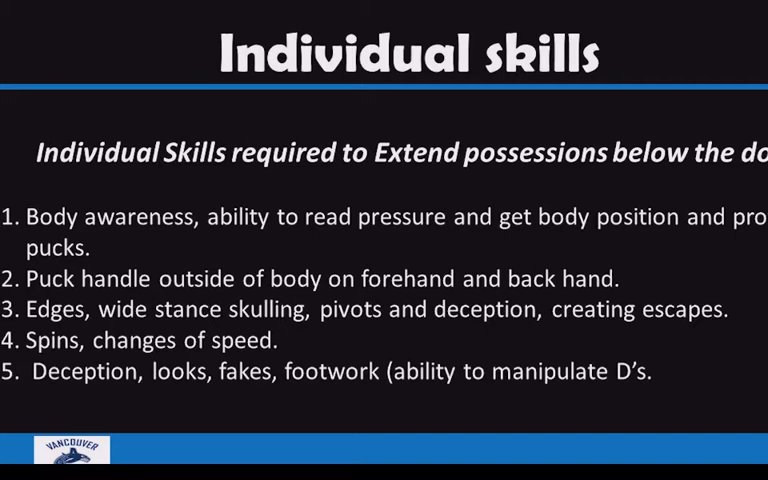 Individual skills
Individual Skills required to Extend possessions below the
1. Body awareness, ability to read pressure and get body position and
pucks.
2. Puck handle outside of body on forehand and back hand.
3. Edges, wide stance skulling, pivots and deception, creating escapes.
4. Spins, changes of speed.
5. Deception, looks, fakes, footwork (ability to manipulate D’s.
VANCOUVER